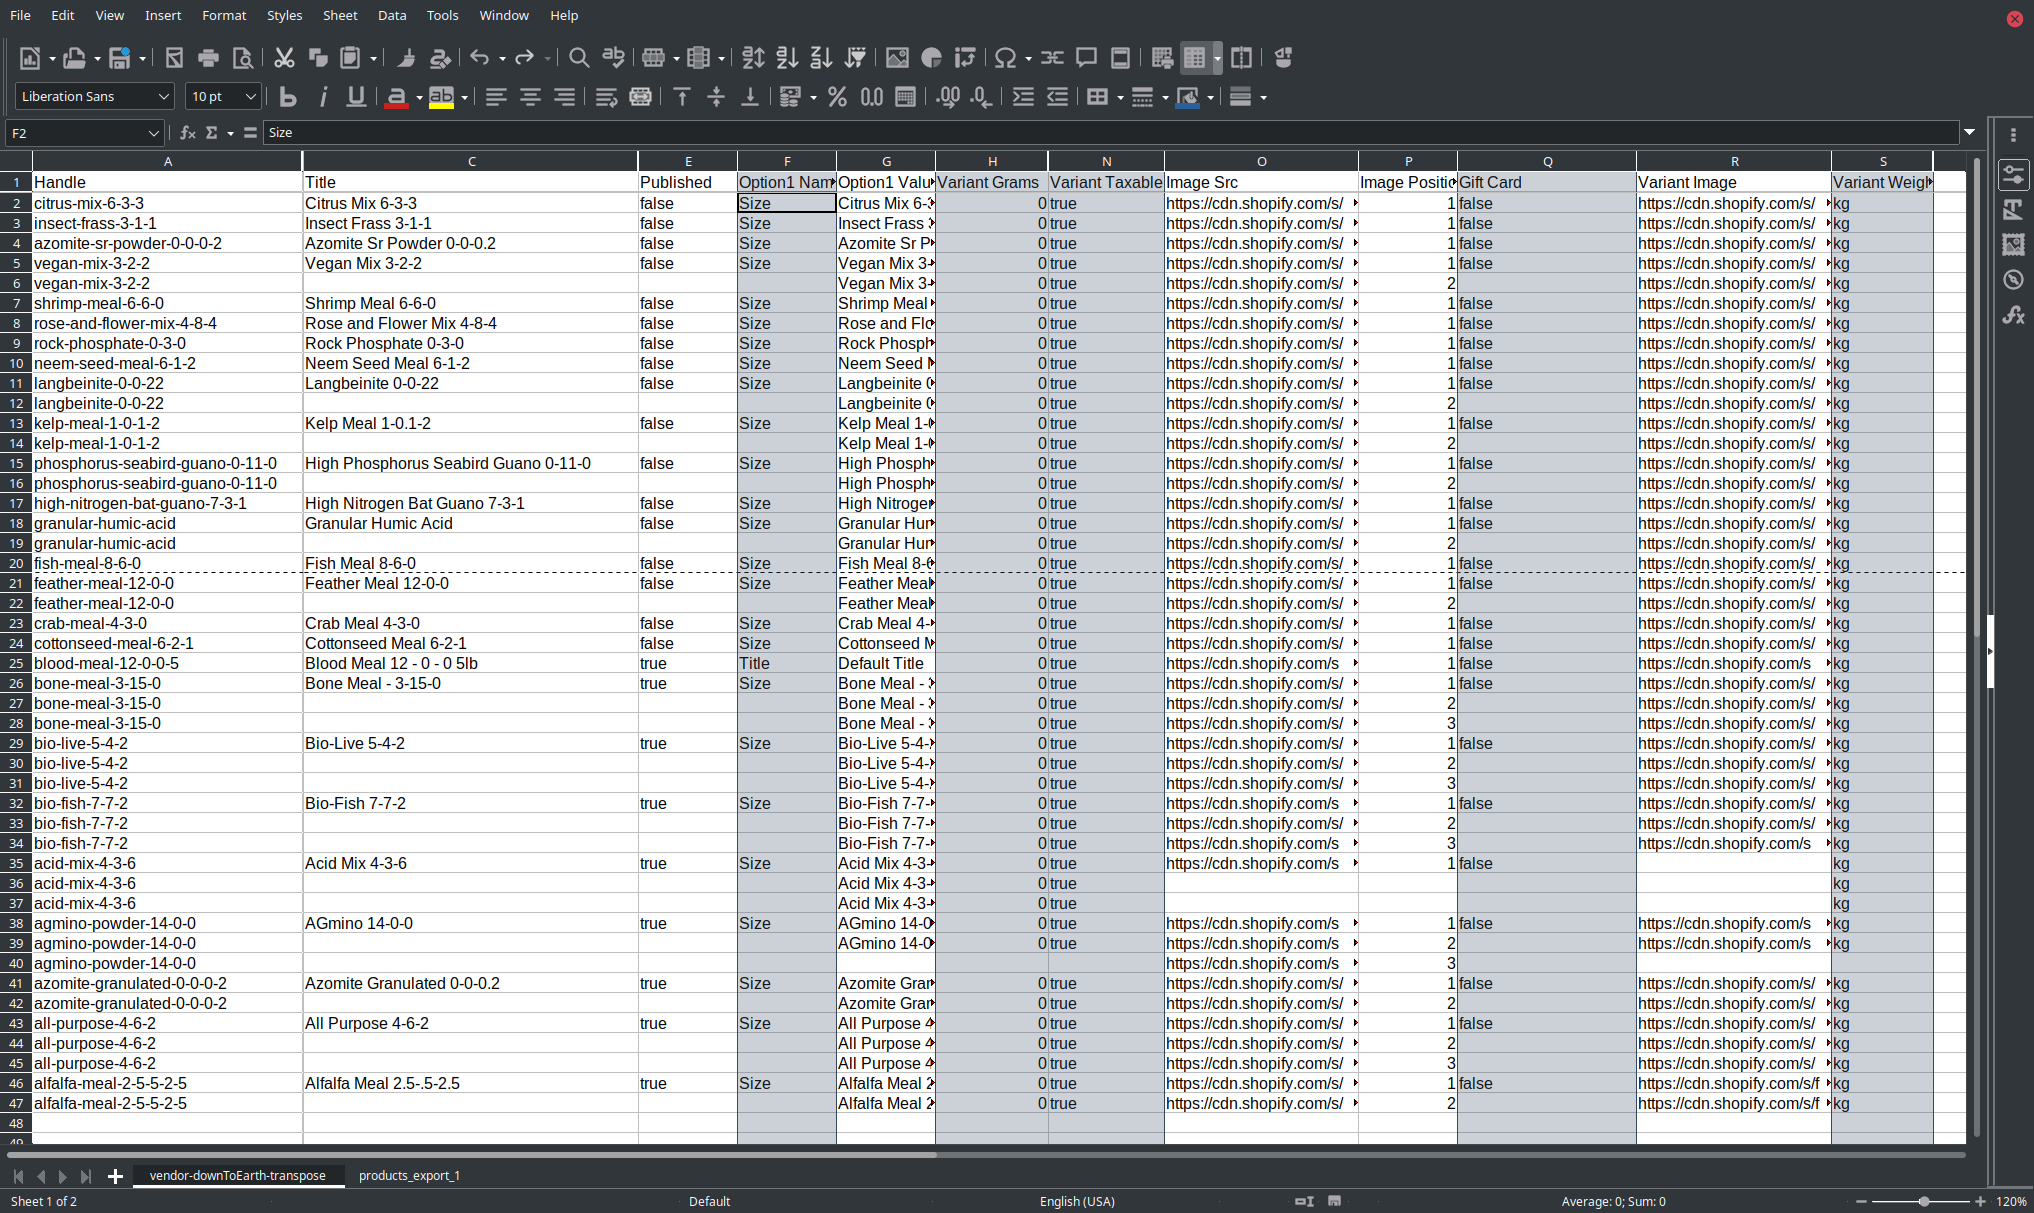 File Edit View Insert Format Styles Sheet Data Tools Window Help
Liberation Sans 10 pt
F2 Size
A C E F G H N O P Q R S
1 Handle Title Published Option1 Nam Option1 Valu Variant Grams Variant Taxable Image Src Image Positio Gift Card Variant Image Variant Weigh
2 citrus-mix-6-3-3 Citrus Mix 6-3-3 false Size Citrus Mix 6-3 0 true https://cdn.shopify.com/s/ 1 false https://cdn.shopify.com/s/ kg
3 insect-frass-3-1-1 Insect Frass 3-1-1 false Size Insect Frass 0 true https://cdn.shopify.com/s/ 1 false https://cdn.shopify.com/s/ kg
4 azomite-sr-powder-0-0-0-2 Azomite Sr Powder 0-0-0.2 false Size Azomite Sr P 0 true https://cdn.shopify.com/s/ 1 false https://cdn.shopify.com/s/ kg
5 vegan-mix-3-2-2 Vegan Mix 3-2-2 false Size Vegan Mix 3- 0 true https://cdn.shopify.com/s/ 1 false https://cdn.shopify.com/s/ kg
6 vegan-mix-3-2-2 Vegan Mix 3- 0 true https://cdn.shopify.com/s/ 2 https://cdn.shopify.com/s/ kg
7 shrimp-meal-6-6-0 Shrimp Meal 6-6-0 false Size Shrimp Meal 0 true https://cdn.shopify.com/s/ 1 false https://cdn.shopify.com/s/ kg
8 rose-and-flower-mix-4-8-4 Rose and Flower Mix 4-8-4 false Size Rose and Flo 0 true https://cdn.shopify.com/s/ 1 false https://cdn.shopify.com/s/ kg
9 rock-phosphate-0-3-0 Rock Phosphate 0-3-0 false Size Rock Phosph 0 true https://cdn.shopify.com/s/ 1 false https://cdn.shopify.com/s/ kg
10 neem-seed-meal-6-1-2 Neem Seed Meal 6-1-2 false Size Neem Seed M 0 true https://cdn.shopify.com/s/ 1 false https://cdn.shopify.com/s/ kg
11 langbeinite-0-0-22 Langbeinite 0-0-22 false Size Langbeinite 0 0 true https://cdn.shopify.com/s/ 1 false https://cdn.shopify.com/s/ kg
12 langbeinite-0-0-22 Langbeinite 0 0 true https://cdn.shopify.com/s/ 2 https://cdn.shopify.com/s/ kg
13 kelp-meal-1-0-1-2 Kelp Meal 1-0.1-2 false Size Kelp Meal 1-0 0 true https://cdn.shopify.com/s/ 1 false https://cdn.shopify.com/s/ kg
14 kelp-meal-1-0-1-2 Kelp Meal 1-0 0 true https://cdn.shopify.com/s/ 2 https://cdn.shopify.com/s/ kg
15 phosphorus-seabird-guano-0-11-0 High Phosphorus Seabird Guano 0-11-0 false Size High Phosph 0 true https://cdn.shopify.com/s/ 1 false https://cdn.shopify.com/s/ kg
16 phosphorus-seabird-guano-0-11-0 High Phosph 0 true https://cdn.shopify.com/s/ 2 https://cdn.shopify.com/s/ kg
17 high-nitrogen-bat-guano-7-3-1 High Nitrogen Bat Guano 7-3-1 false Size High Nitroger 0 true https://cdn.shopify.com/s/ 1 false https://cdn.shopify.com/s/ kg
18 granular-humic-acid Granular Humic Acid false Size Granular Hum 0 true https://cdn.shopify.com/s/ 1 false https://cdn.shopify.com/s/ kg
19 granular-humic-acid Granular Hum 0 true https://cdn.shopify.com/s/ 2 https://cdn.shopify.com/s/ kg
20 fish-meal-8-6-0 Fish Meal 8-6-0 false Size Fish Meal 8-6 0 true https://cdn.shopify.com/s/ 1 false https://cdn.shopify.com/s/ kg
21 feather-meal-12-0-0 Feather Meal 12-0-0 false Size Feather Meal 0 true https://cdn.shopify.com/s/ 1 false https://cdn.shopify.com/s/ kg
22 feather-meal-12-0-0 Feather Meal 0 true https://cdn.shopify.com/s/ 2 https://cdn.shopify.com/s/ kg
23 crab-meal-4-3-0 Crab Meal 4-3-0 false Size Crab Meal 4- 0 true https://cdn.shopify.com/s/ 1 false https://cdn.shopify.com/s/ kg
24 cottonseed-meal-6-2-1 Cottonseed Meal 6-2-1 false Size Cottonseed M 0 true https://cdn.shopify.com/s/ 1 false https://cdn.shopify.com/s/ kg
25 blood-meal-12-0-0-5 Blood Meal 12 - 0 - 0 5lb true Title Default Title 0 true https://cdn.shopify.com/s 1 false https://cdn.shopify.com/s kg
26 bone-meal-3-15-0 Bone Meal - 3-15-0 true Size Bone Meal - 3 0 true https://cdn.shopify.com/s/ 1 false https://cdn.shopify.com/s/ kg
27 bone-meal-3-15-0 Bone Meal - 3 0 true https://cdn.shopify.com/s/ 2 https://cdn.shopify.com/s/ kg
28 bone-meal-3-15-0 Bone Meal - 3 0 true https://cdn.shopify.com/s/ 3 https://cdn.shopify.com/s/ kg
29 bio-live-5-4-2 Bio-Live 5-4-2 true Size Bio-Live 5-4- 0 true https://cdn.shopify.com/s/ 1 false https://cdn.shopify.com/s/ kg
30 bio-live-5-4-2 Bio-Live 5-4- 0 true https://cdn.shopify.com/s/ 2 https://cdn.shopify.com/s/ kg
31 bio-live-5-4-2 Bio-Live 5-4- 0 true https://cdn.shopify.com/s/ 3 https://cdn.shopify.com/s/ kg
32 bio-fish-7-7-2 Bio-Fish 7-7-2 true Size Bio-Fish 7-7- 0 true https://cdn.shopify.com/s 1 false https://cdn.shopify.com/s/ kg
33 bio-fish-7-7-2 Bio-Fish 7-7- 0 true https://cdn.shopify.com/s/ 2 https://cdn.shopify.com/s/ kg
34 bio-fish-7-7-2 Bio-Fish 7-7- 0 true https://cdn.shopify.com/s 3 https://cdn.shopify.com/s kg
35 acid-mix-4-3-6 Acid Mix 4-3-6 true Size Acid Mix 4-3- 0 true https://cdn.shopify.com/s 1 false kg
36 acid-mix-4-3-6 Acid Mix 4-3- 0 true kg
37 acid-mix-4-3-6 Acid Mix 4-3- 0 true kg
38 agmino-powder-14-0-0 AGmino 14-0-0 true Size AGmino 14-0 0 true https://cdn.shopify.com/s 1 false https://cdn.shopify.com/s kg
39 agmino-powder-14-0-0 AGmino 14-0 0 true https://cdn.shopify.com/s 2 https://cdn.shopify.com/s kg
40 agmino-powder-14-0-0 https://cdn.shopify.com/s 3
41 azomite-granulated-0-0-0-2 Azomite Granulated 0-0-0.2 true Size Azomite Gran 0 true https://cdn.shopify.com/s/ 1 false https://cdn.shopify.com/s/ kg
42 azomite-granulated-0-0-0-2 Azomite Gran 0 true https://cdn.shopify.com/s/ 2 https://cdn.shopify.com/s/ kg
43 all-purpose-4-6-2 All Purpose 4-6-2 true Size All Purpose 4 0 true https://cdn.shopify.com/s/ 1 false https://cdn.shopify.com/s/ kg
44 all-purpose-4-6-2 All Purpose 4 0 true https://cdn.shopify.com/s/ 2 https://cdn.shopify.com/s/ kg
45 all-purpose-4-6-2 All Purpose 4 0 true https://cdn.shopify.com/s/ 3 https://cdn.shopify.com/s/ kg
46 alfalfa-meal-2-5-5-2-5 Alfalfa Meal 2.5-.5-2.5 true Size Alfalfa Meal 2 0 true https://cdn.shopify.com/s/ 1 false https://cdn.shopify.com/s/f kg
47 alfalfa-meal-2-5-5-2-5 Alfalfa Meal 2 0 true https://cdn.shopify.com/s/ 2 https://cdn.shopify.com/s/f kg
48
49
vendor-downToEarth-transpose products_export_1
Sheet 1 of 2 Default English (USA) Average: 0; Sum: 0 120%